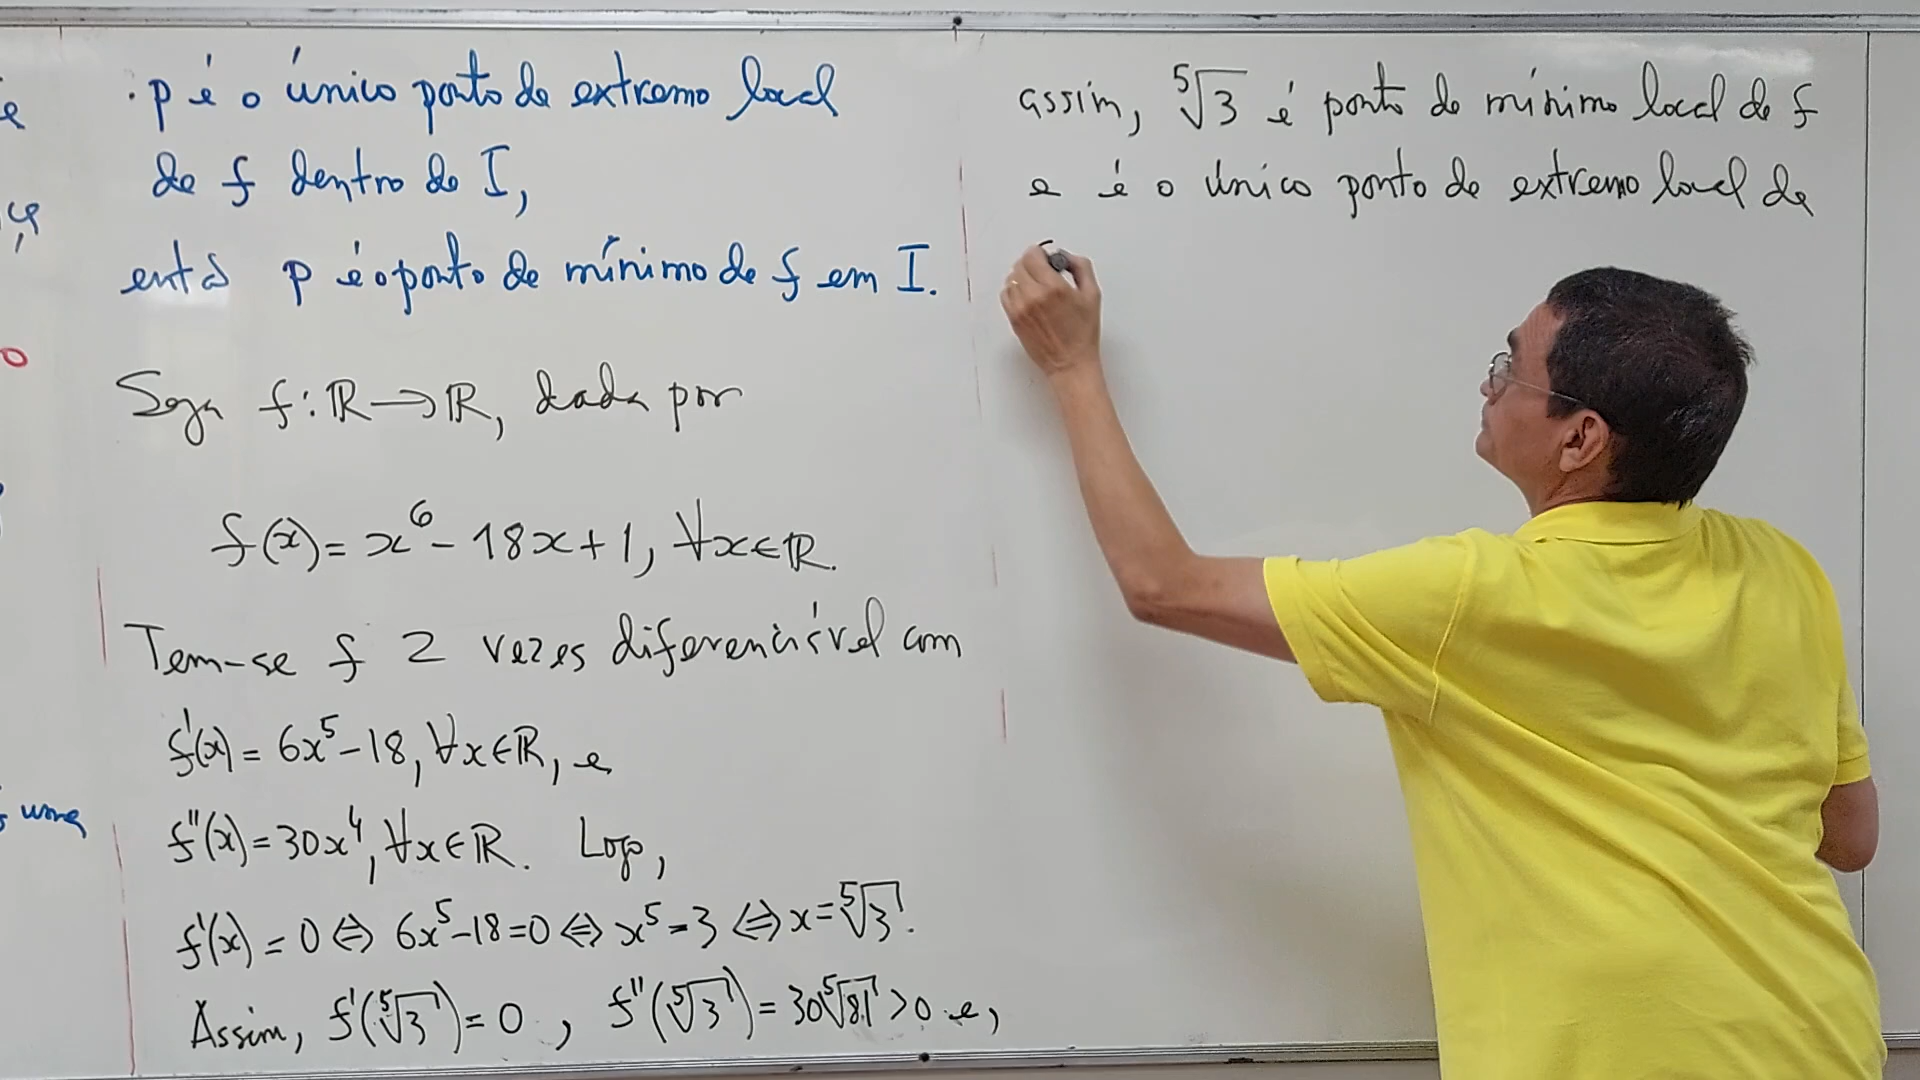 e
· p é o único ponto de extremo local
de f dentro de I,
então p é o ponto de mínimo de f em I.
Seja f: ℝ → ℝ, dada por
f(x) = x⁶ - 18x + 1, ∀x ∈ ℝ.
Tem-se f 2 vezes diferenciável com
f'(x) = 6x⁵ - 18, ∀x ∈ ℝ, e
uma
f''(x) = 30x⁴, ∀x ∈ ℝ. Logo,
f'(x) = 0 ⇔ 6x⁵ - 18 = 0 ⇔ x⁵ = 3 ⇔ x = ⁵√3.
Assim, f'(⁵√3) = 0, f''(⁵√3) = 30⁵√81 > 0 e,
assim, ⁵√3 é ponto de mínimo local de f
e é o único ponto de extremo local de